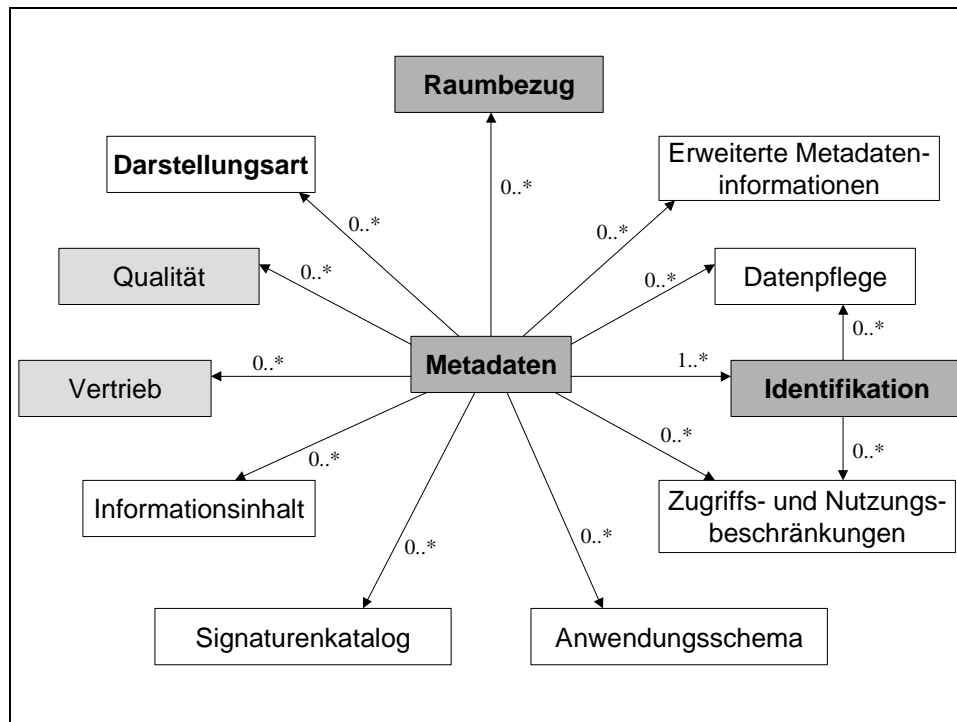 Raumbezug
Darstellungsart
Erweiterte Metadaten-
informationen
0..*
0..*
0..*
Qualität
0..*
0..*
Datenpflege
0..*
Metadaten
Vertrieb
0..*
1..*
Identifikation
0..*
0..*
0..*
Informationsinhalt
Zugriffs- und Nutzungs-
beschränkungen
0..*
0..*
Signaturenkatalog
Anwendungsschema